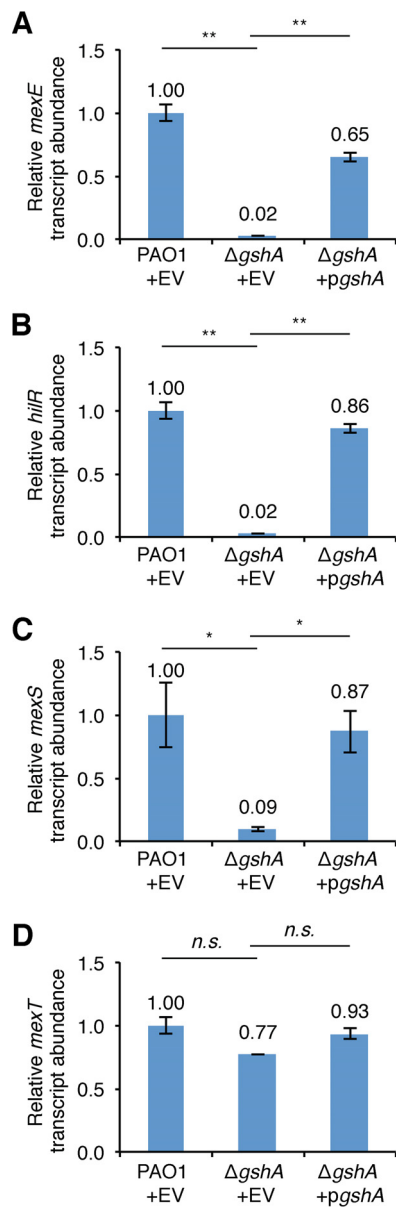 A
Relative mexE
transcript abundance
1.5
1.0
0.5
0.0
**
**
1.00
0.02
0.65
PAO1
+EV
ΔgshA
+EV
ΔgshA
+pgshA
B
Relative hilR
transcript abundance
1.5
1.0
0.5
0.0
**
**
1.00
0.02
0.86
PAO1
+EV
ΔgshA
+EV
ΔgshA
+pgshA
C
Relative mexS
transcript abundance
1.5
1.0
0.5
0.0
*
*
1.00
0.09
0.87
PAO1
+EV
ΔgshA
+EV
ΔgshA
+pgshA
D
Relative mexT
transcript abundance
1.5
1.0
0.5
0.0
n.s.
n.s.
1.00
0.77
0.93
PAO1
+EV
ΔgshA
+EV
ΔgshA
+pgshA